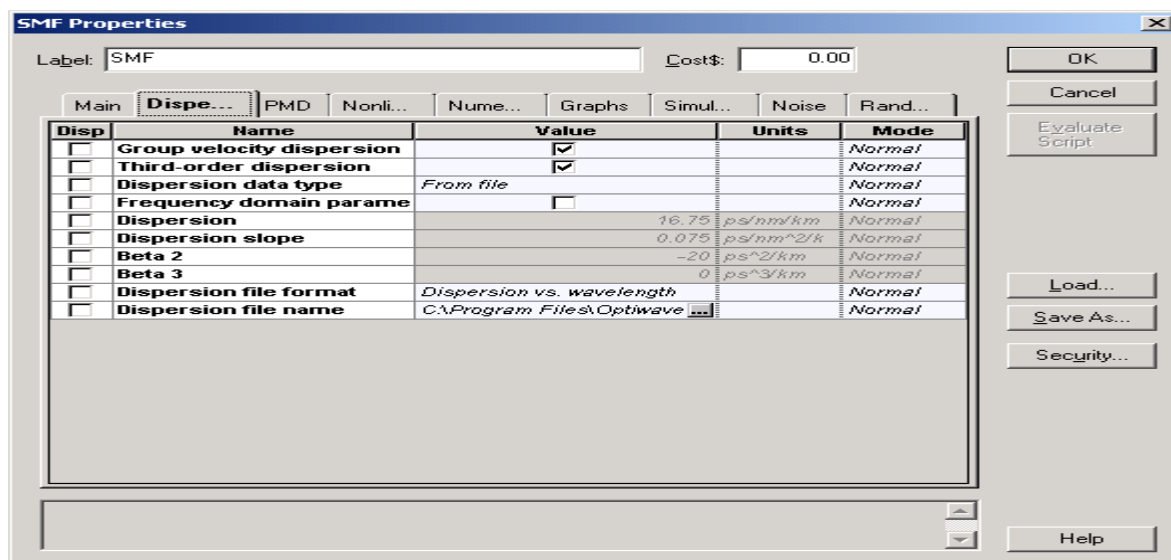 SMF Properties
Label: SMF Cost$: 0.00 OK
Cancel
Main Dispe... PMD Nonli... Nume... Graphs Simul... Noise Rand...
Evaluate Script
Disp Name Value Units Mode
Group velocity dispersion Normal
Third-order dispersion Normal
Dispersion data type From file Normal
Frequency domain parame Normal
Dispersion 16.75 ps/nm/km Normal
Dispersion slope 0.075 ps/nm^2/k Normal
Beta 2 -20 ps^2/km Normal
Beta 3 0 ps^3/km Normal
Dispersion file format Dispersion vs. wavelength Normal
Dispersion file name C:\Program Files\Optiwave ... Normal
Load...
Save As...
Security...
Help